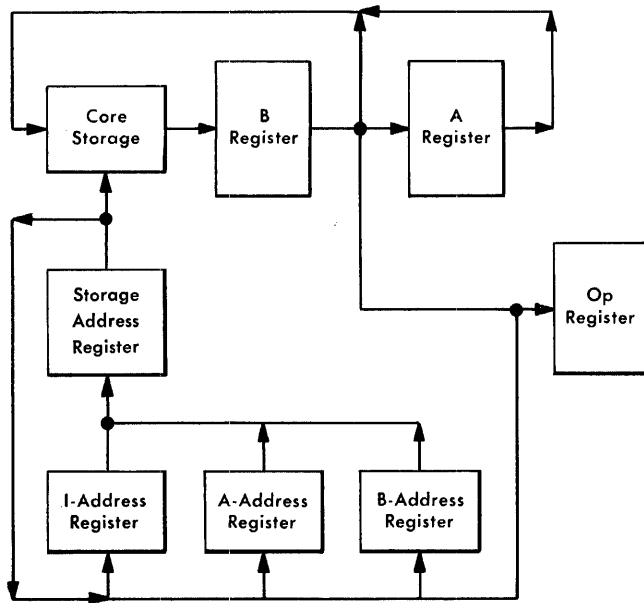 Core
Storage
B
Register
A
Register
Op
Register
Storage
Address
Register
I-Address
Register
A-Address
Register
B-Address
Register